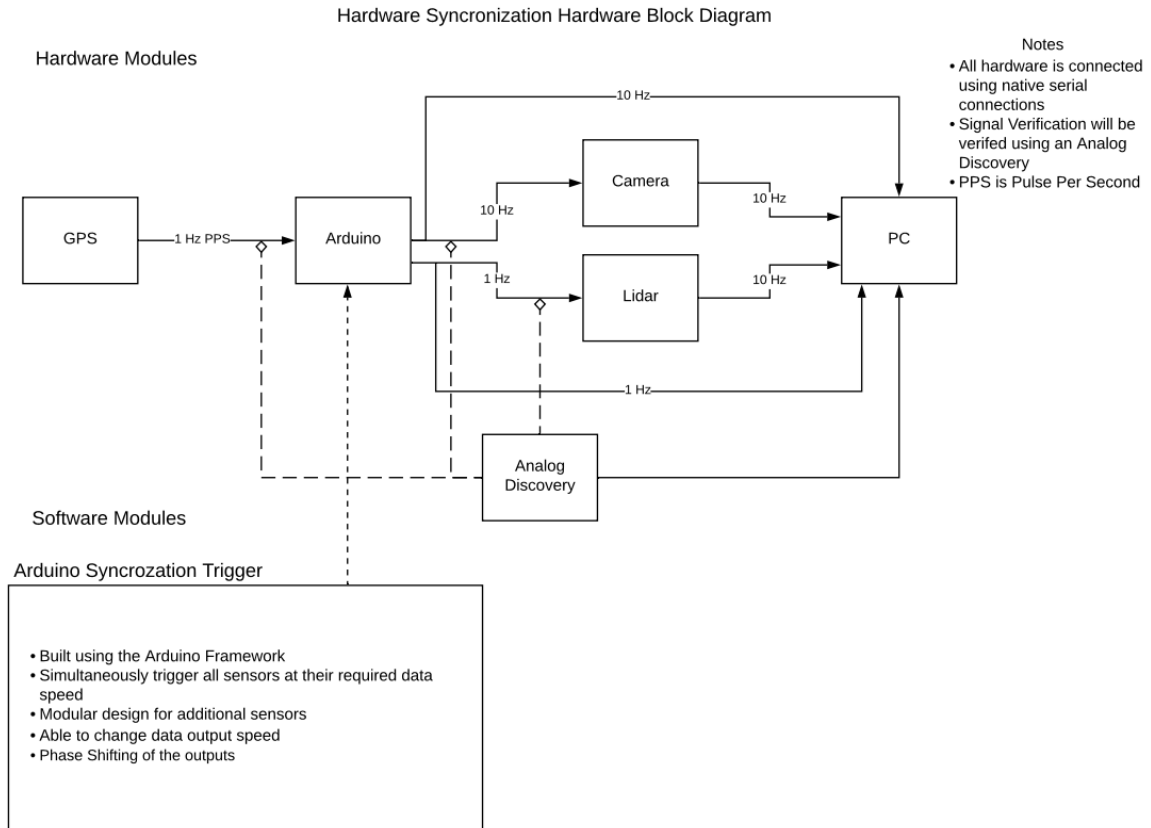 Hardware Syncronization Hardware Block Diagram
Hardware Modules
Notes
• All hardware is connected
using native serial
connections
• Signal Verification will be
verifed using an Analog
Discovery
• PPS is Pulse Per Second
10 Hz
Camera
10 Hz
10 Hz
GPS
1 Hz PPS
Arduino
PC
1 Hz
Lidar
10 Hz
1 Hz
Analog
Discovery
Software Modules
Arduino Syncrozation Trigger
• Built using the Arduino Framework
• Simultaneously trigger all sensors at their required data
speed
• Modular design for additional sensors
• Able to change data output speed
• Phase Shifting of the outputs